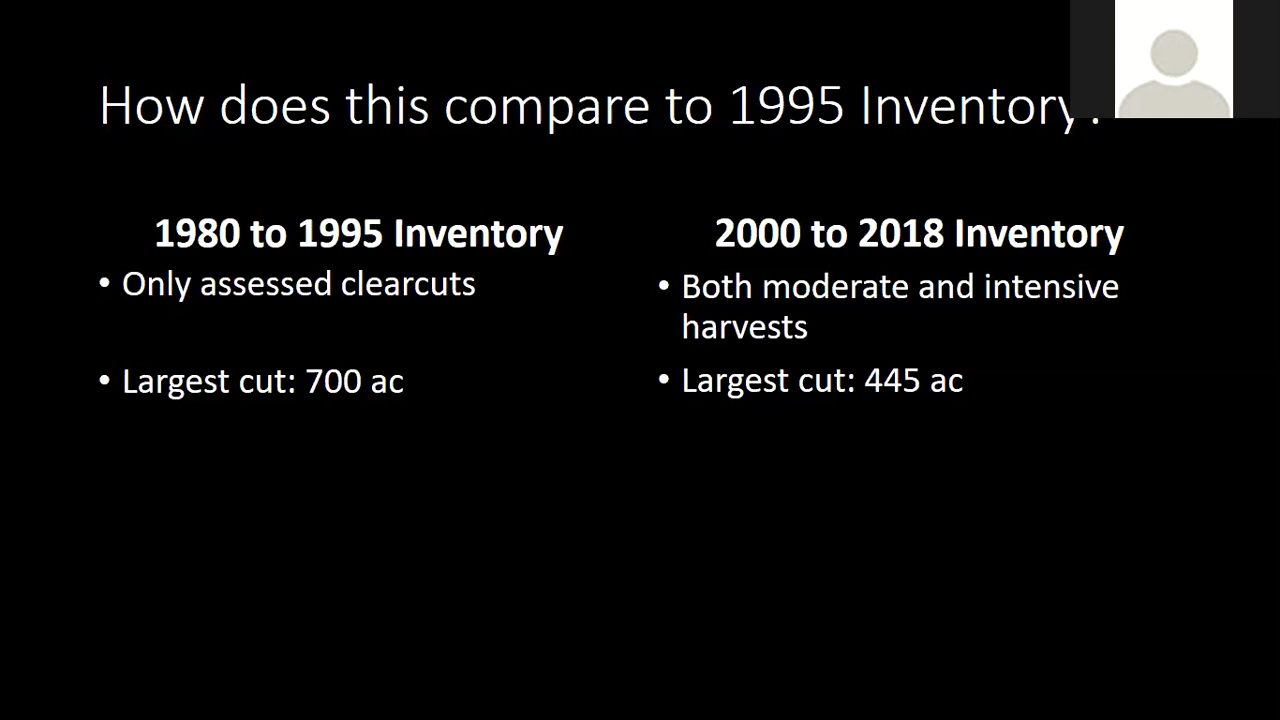 How does this compare to 1995 Inventory?
1980 to 1995 Inventory
• Only assessed clearcuts
• Largest cut: 700 ac
2000 to 2018 Inventory
• Both moderate and intensive
harvests
• Largest cut: 445 ac